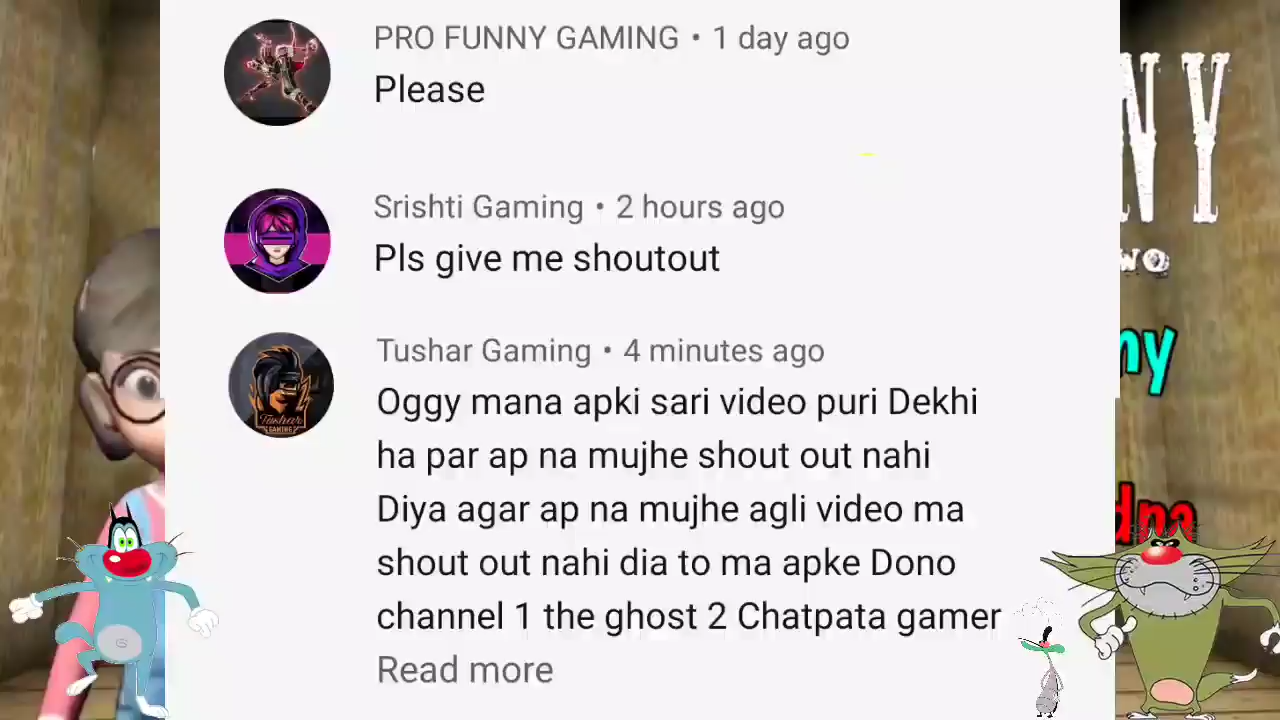 PRO FUNNY GAMING • 1 day ago
Please
Srishti Gaming • 2 hours ago
Pls give me shoutout
Tushar Gaming • 4 minutes ago
Oggy mana apki sari video puri Dekhi
ha par ap na mujhe shout out nahi
Diya agar ap na mujhe agli video ma
shout out nahi dia to ma apke Dono
channel 1 the ghost 2 Chatpata gamer
Read more
Tushar
GAMING